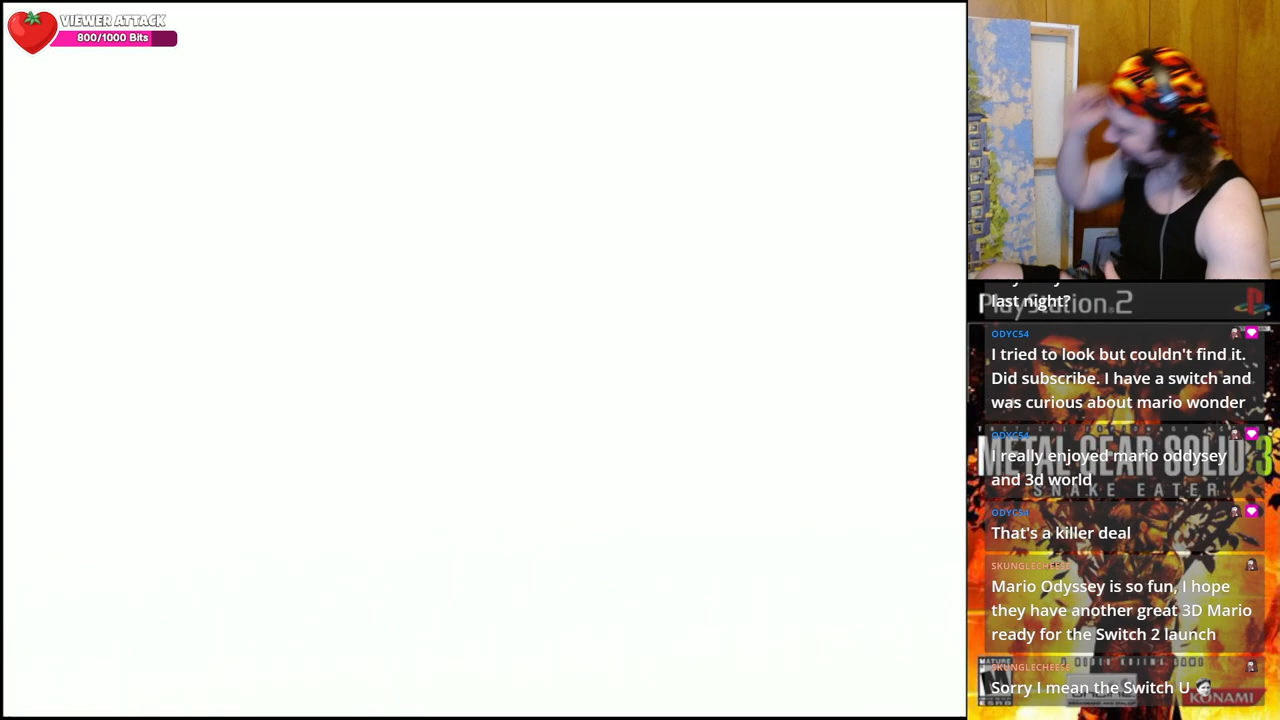 VIEWER ATTACK
800/1000 Bits
last night?
PlayStation.2
ODYC54
I tried to look but couldn't find it.
Did subscribe. I have a switch and
was curious about mario wonder
ODYC54
I really enjoyed mario oddysey
and 3d world
METAL GEAR SOLID 3
SNAKE EATER
ODYC54
That's a killer deal
SKUNGLECHEESE
Mario Odyssey is so fun, I hope
they have another great 3D Mario
ready for the Switch 2 launch
SKUNGLECHEESE
Sorry I mean the Switch U
KONAMI